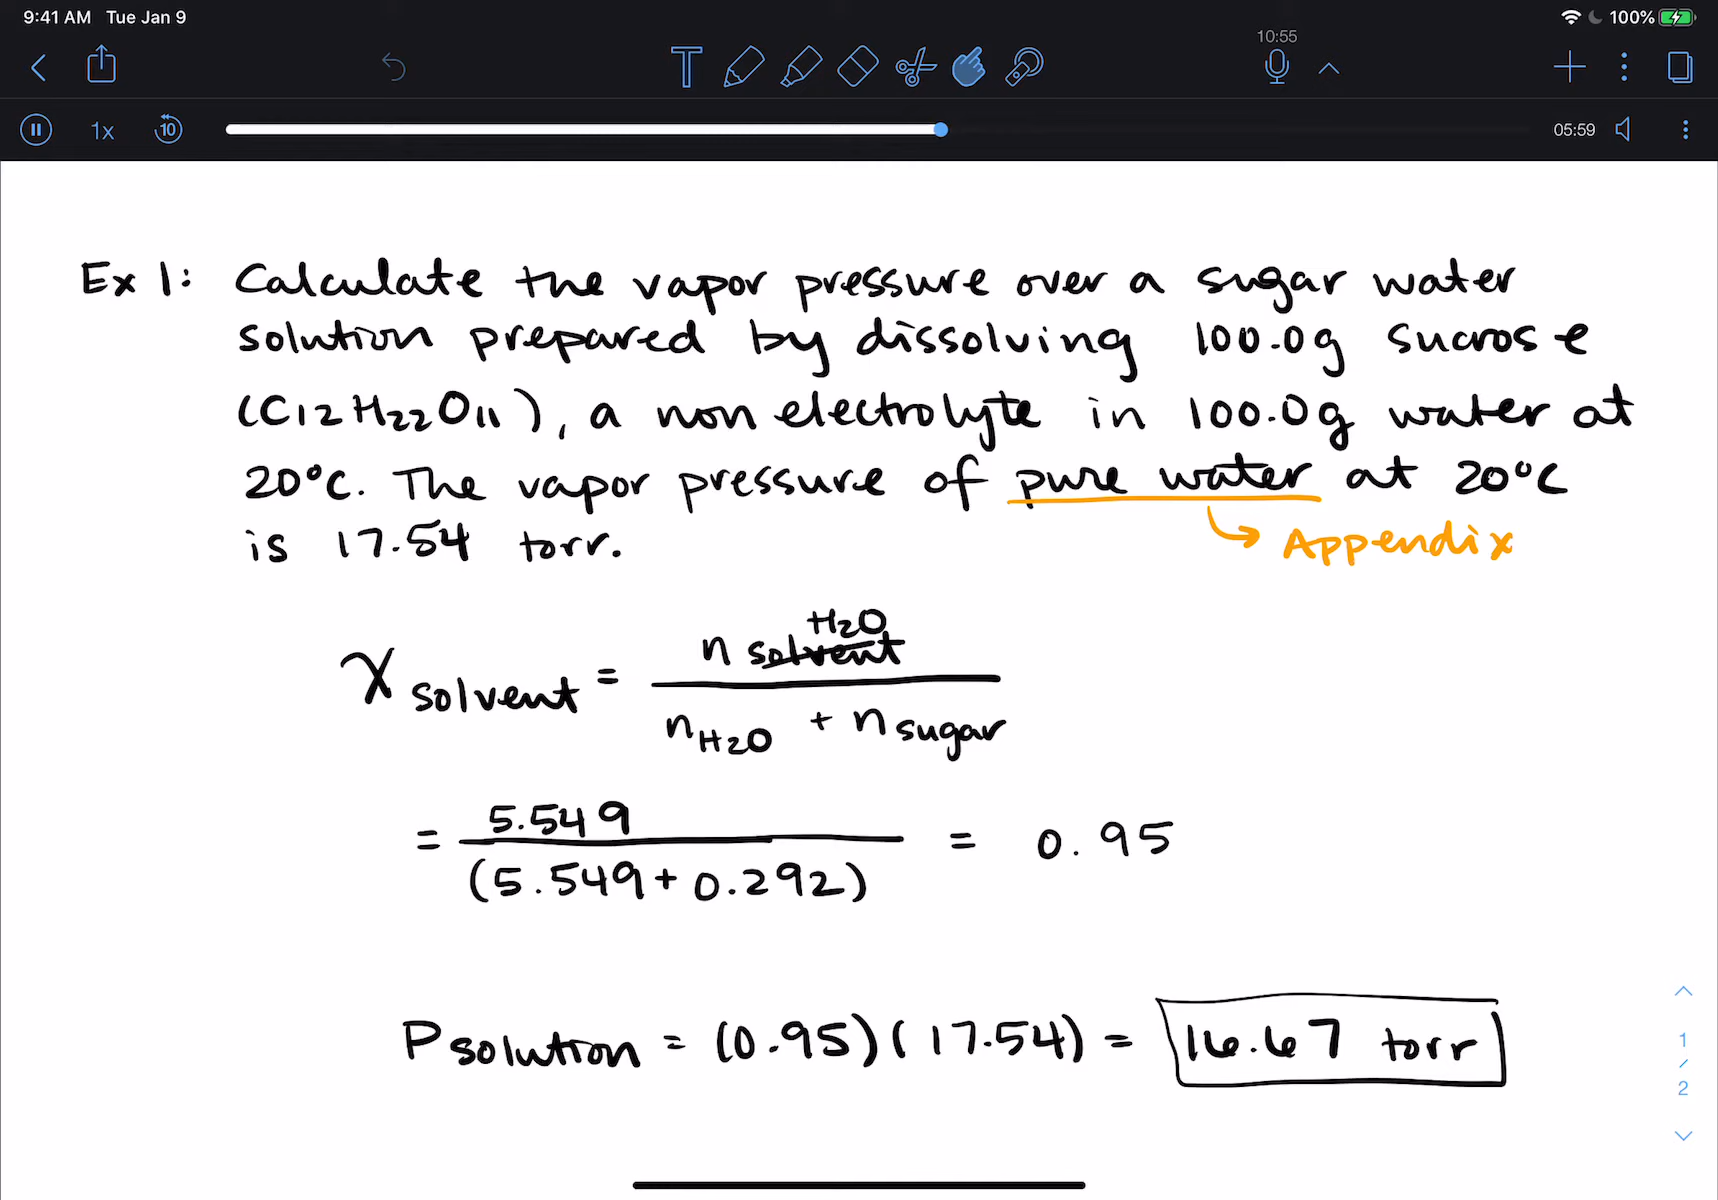 9:41 AM Tue Jan 9
100%
10:55
T
1x
10
05:59
Ex 1: Calculate the vapor pressure over a sugar water
solution prepared by dissolving 100.0g sucrose
(C12H22O11), a non electrolyte in 100.0g water at
20°C. The vapor pressure of pure water at 20°C
is 17.54 torr.
Appendix
H2O
χ solvent = n solvent
nH2O + n sugar
= 5.549 = 0.95
(5.549 + 0.292)
P solution = (0.95)(17.54) = 16.67 torr
1
/
2